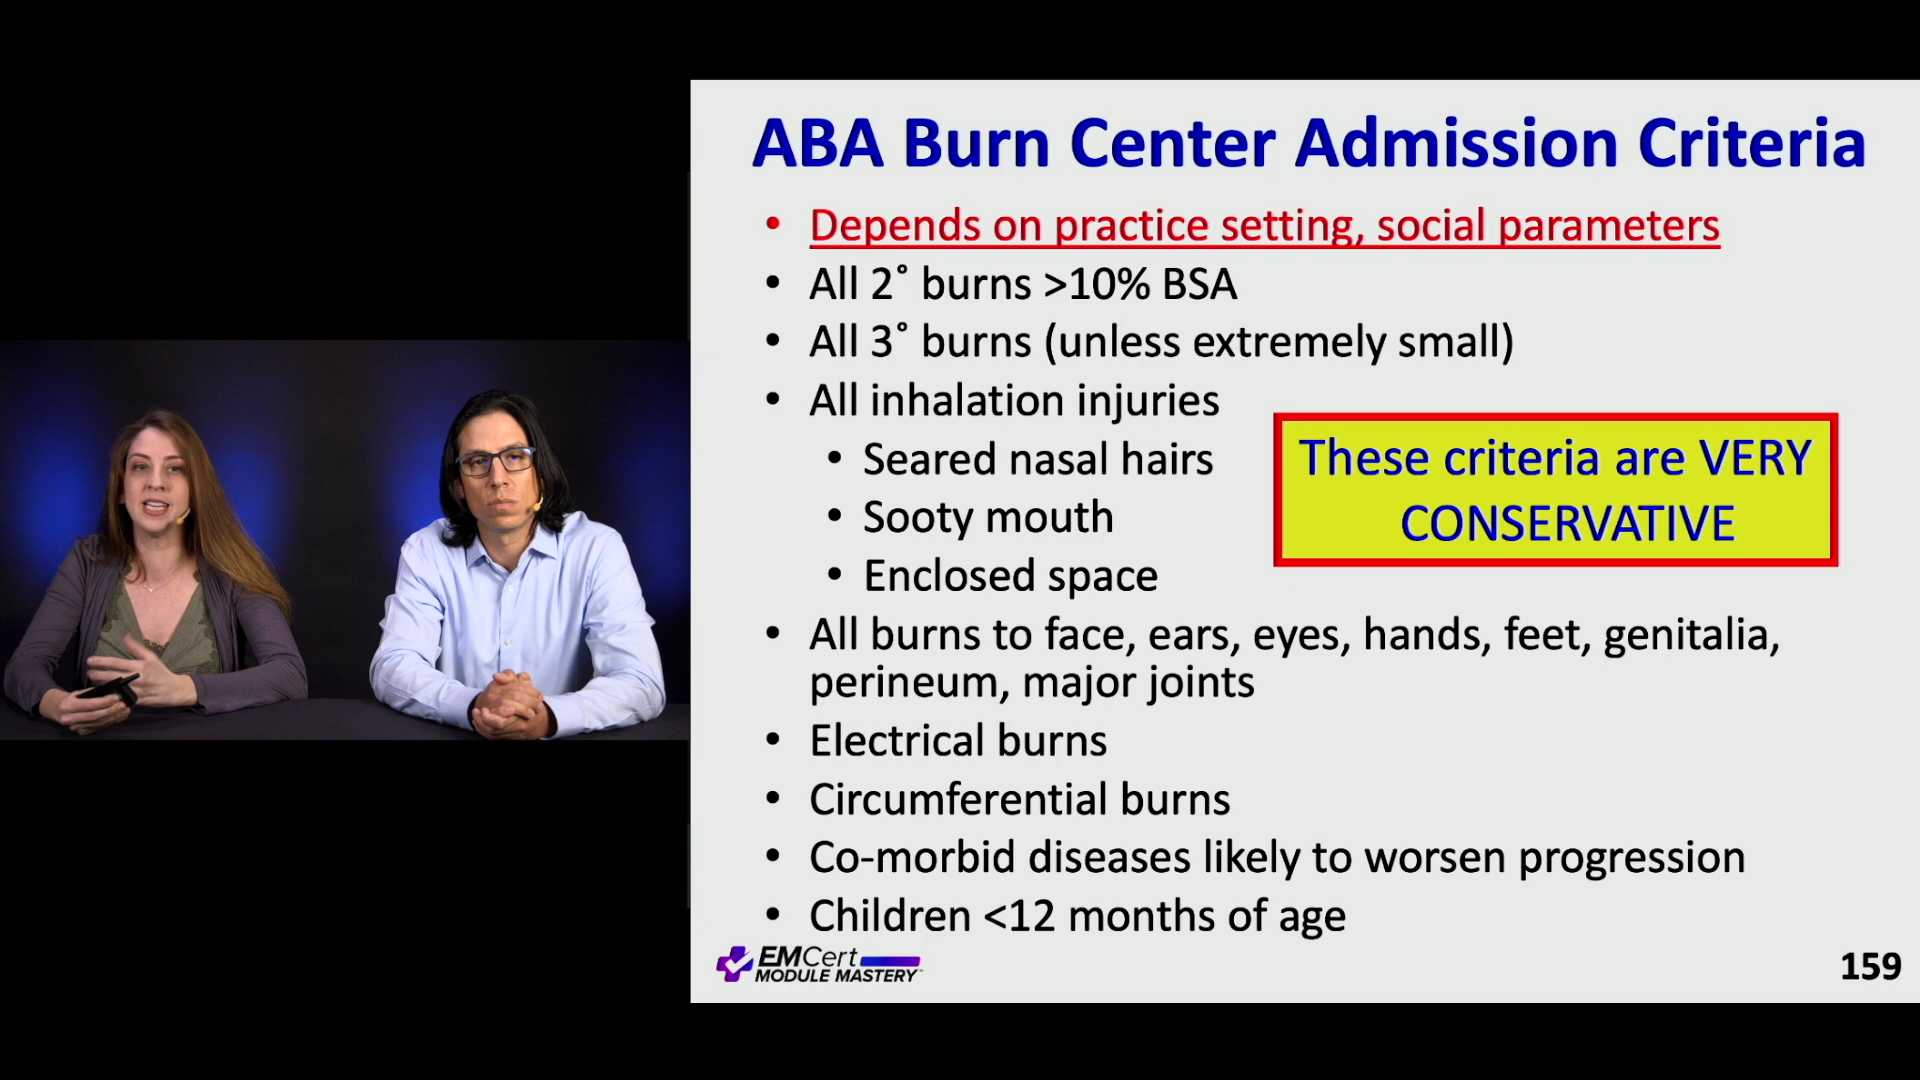 ABA Burn Center Admission Criteria
• Depends on practice setting, social parameters
• All 2˚ burns >10% BSA
• All 3˚ burns (unless extremely small)
• All inhalation injuries
• Seared nasal hairs
• Sooty mouth
• Enclosed space
These criteria are VERY
CONSERVATIVE
• All burns to face, ears, eyes, hands, feet, genitalia,
perineum, major joints
• Electrical burns
• Circumferential burns
• Co-morbid diseases likely to worsen progression
• Children <12 months of age
EMCert
MODULE MASTERY™
159